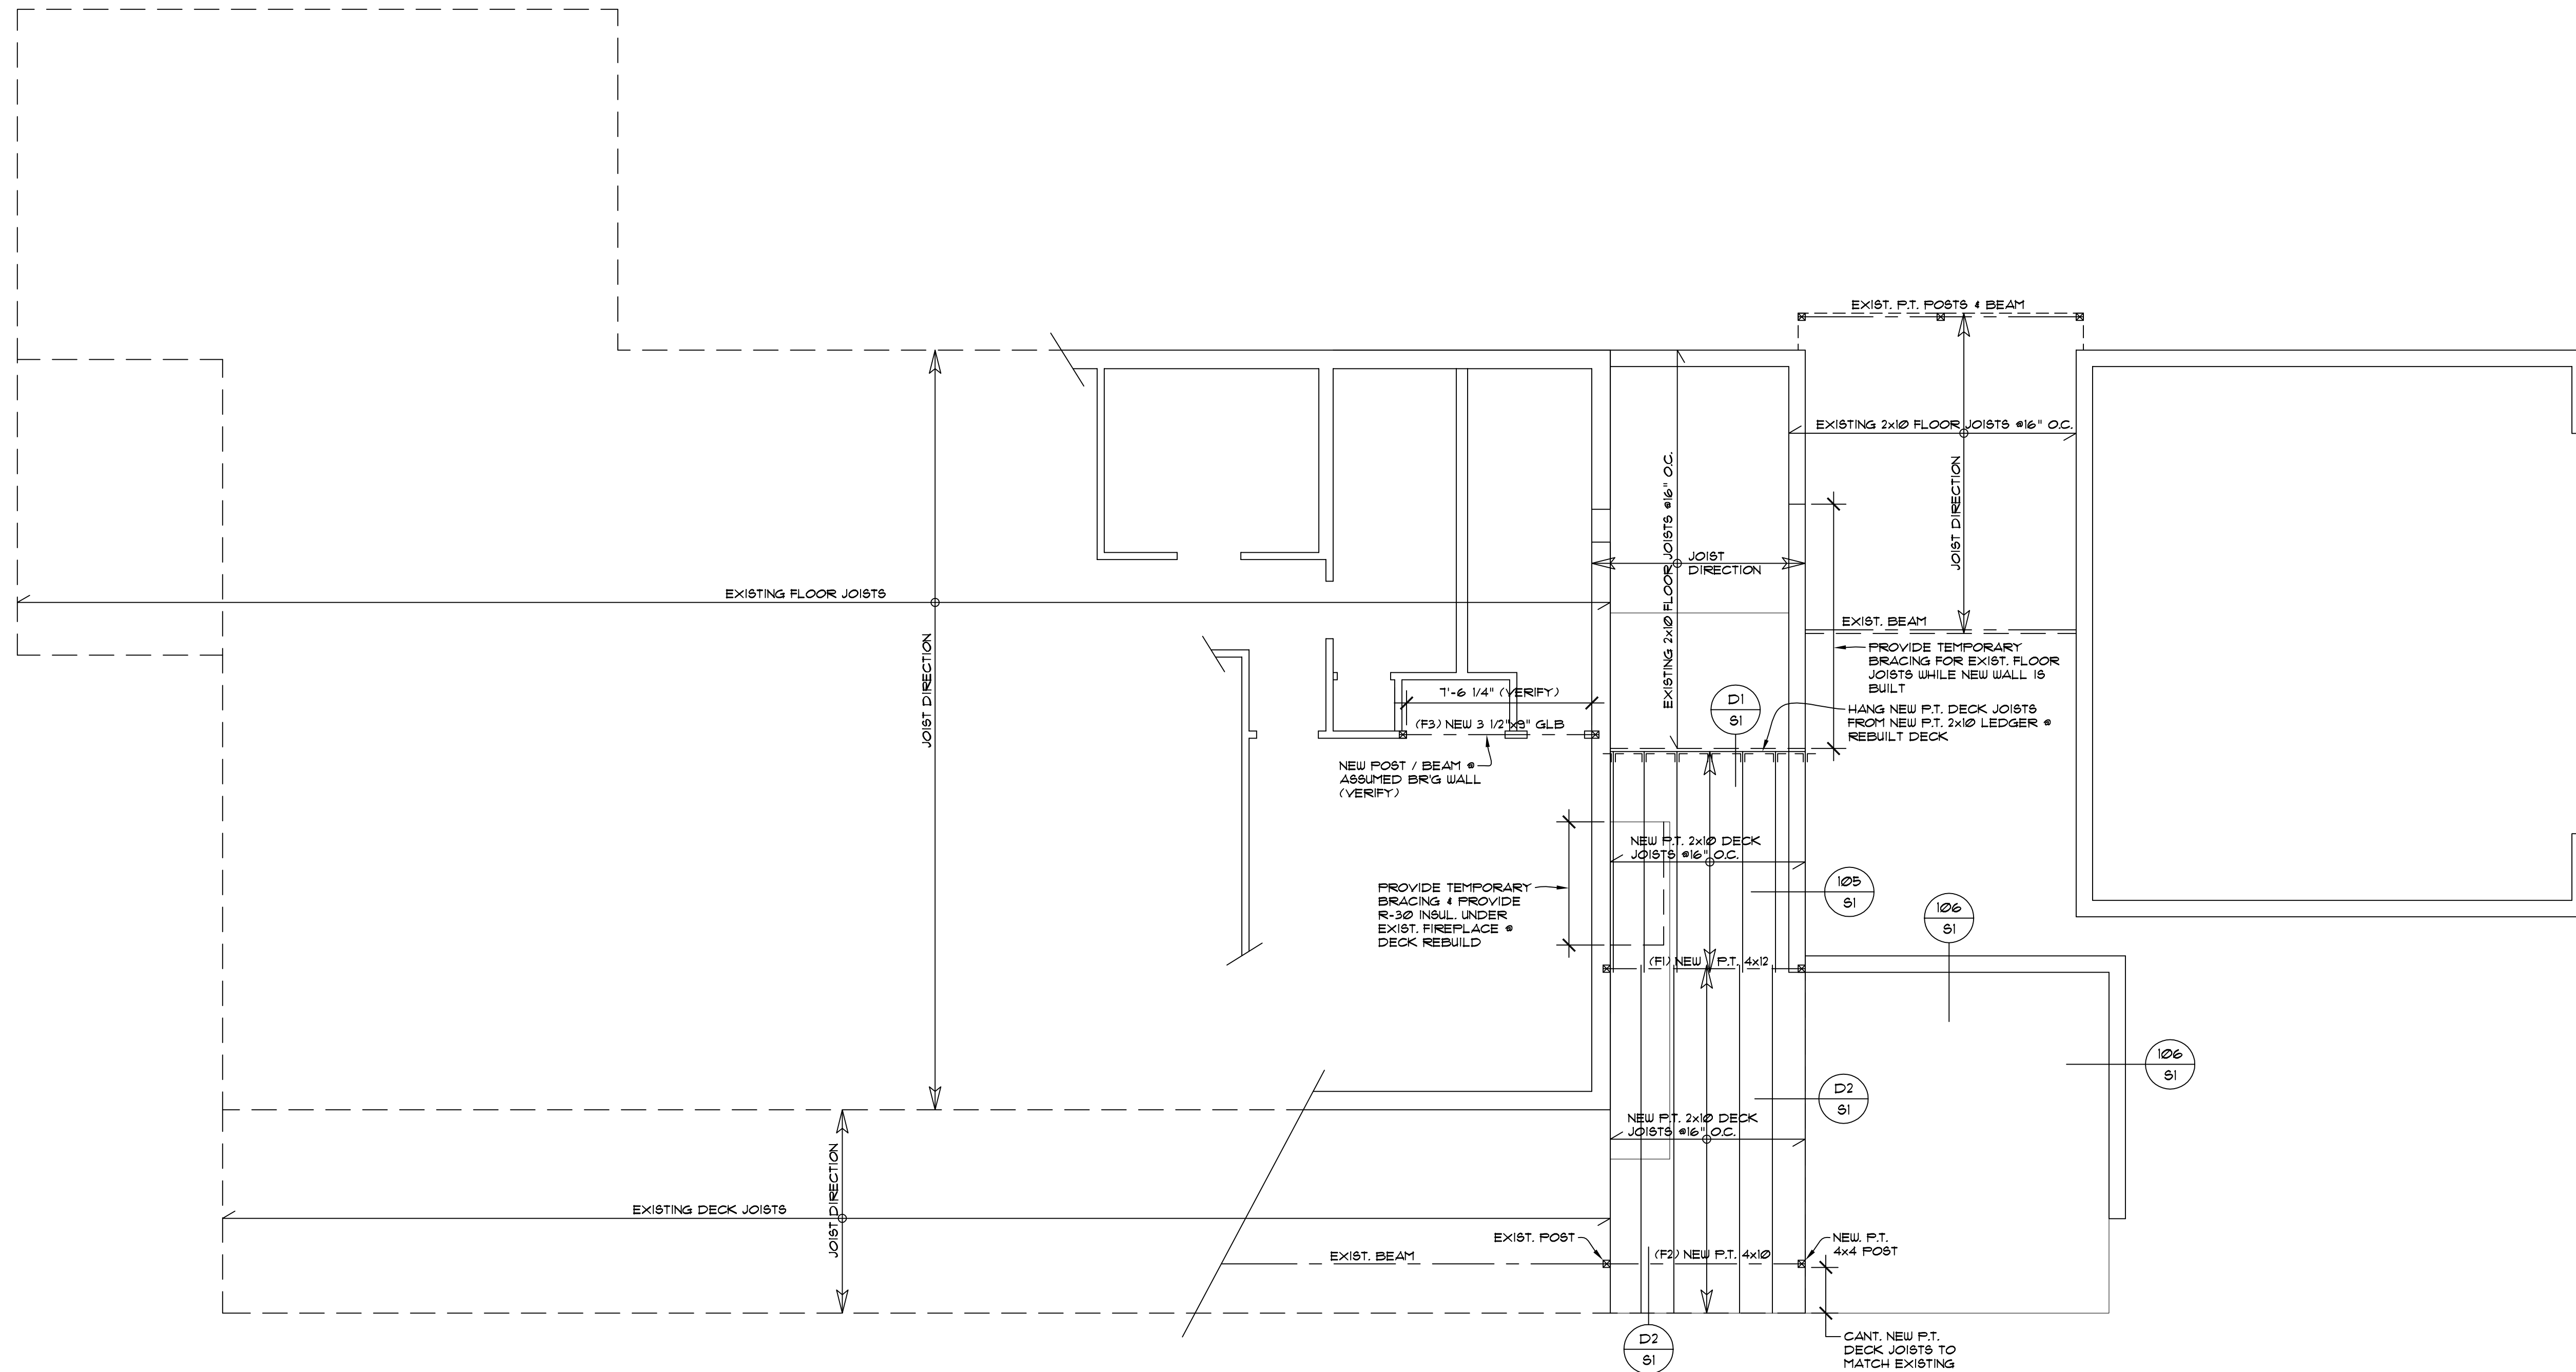 EXIST. P.T. POSTS & BEAM
EXISTING 2x10 FLOOR JOISTS @16" O.C.
JOIST DIRECTION
EXISTING 2x10 FLOOR JOISTS @16" O.C.
JOIST
DIRECTION
EXISTING FLOOR JOISTS
JOIST DIRECTION
EXIST. BEAM
PROVIDE TEMPORARY
BRACING FOR EXIST. FLOOR
JOISTS WHILE NEW WALL IS
BUILT
7'-6 1/4" (VERIFY)
D1
S1
HANG NEW P.T. DECK JOISTS
FROM NEW P.T. 2x10 LEDGER @
REBUILT DECK
(F3) NEW 3 1/2"x9" GLB
NEW POST / BEAM @
ASSUMED BR'G WALL
(VERIFY)
NEW P.T. 2x10 DECK
JOISTS @16" O.C.
PROVIDE TEMPORARY
BRACING & PROVIDE
R-30 INSUL. UNDER
EXIST. FIREPLACE @
DECK REBUILD
105
S1
106
S1
(F1) NEW P.T. 4x12
106
S1
D2
S1
NEW P.T. 2x10 DECK
JOISTS @16" O.C.
JOIST DIRECTION
EXISTING DECK JOISTS
EXIST. POST
NEW. P.T.
4x4 POST
EXIST. BEAM
(F2) NEW P.T. 4x10
D2
S1
CANT. NEW P.T.
DECK JOISTS TO
MATCH EXISTING